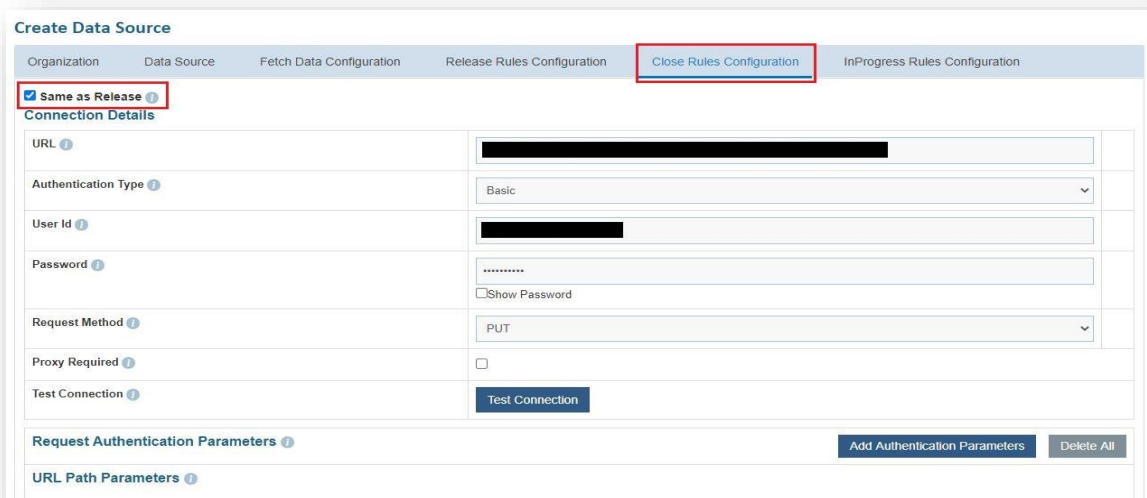 Create Data Source
Organization Data Source Fetch Data Configuration Release Rules Configuration Close Rules Configuration InProgress Rules Configuration
Same as Release
Connection Details
URL
Authentication Type Basic
User Id
Password ••••••••••
Show Password
Request Method PUT
Proxy Required
Test Connection Test Connection
Request Authentication Parameters Add Authentication Parameters Delete All
URL Path Parameters